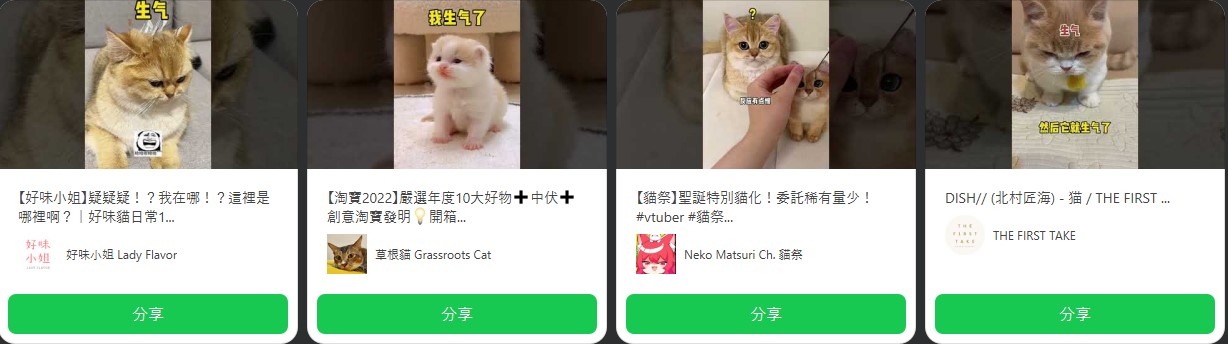 生气
【好味小姐】疑疑疑！？我在哪！？這裡是
哪裡啊？｜好味貓日常1...
好味
小姐
好味小姐 Lady Flavor
分享
我生气了
【淘寶2022】嚴選年度10大好物➕中伏➕
創意淘寶發明💡開箱...
草根貓 Grassroots Cat
分享
?
反应有点慢
【貓祭】聖誕特別貓化！委託稀有量少！
#vtuber #貓祭...
Neko Matsuri Ch. 貓祭
分享
生气
然后它就生气了
DISH// (北村匠海) - 猫 / THE FIRST ...
THE
FIRST
TAKE
THE FIRST TAKE
分享